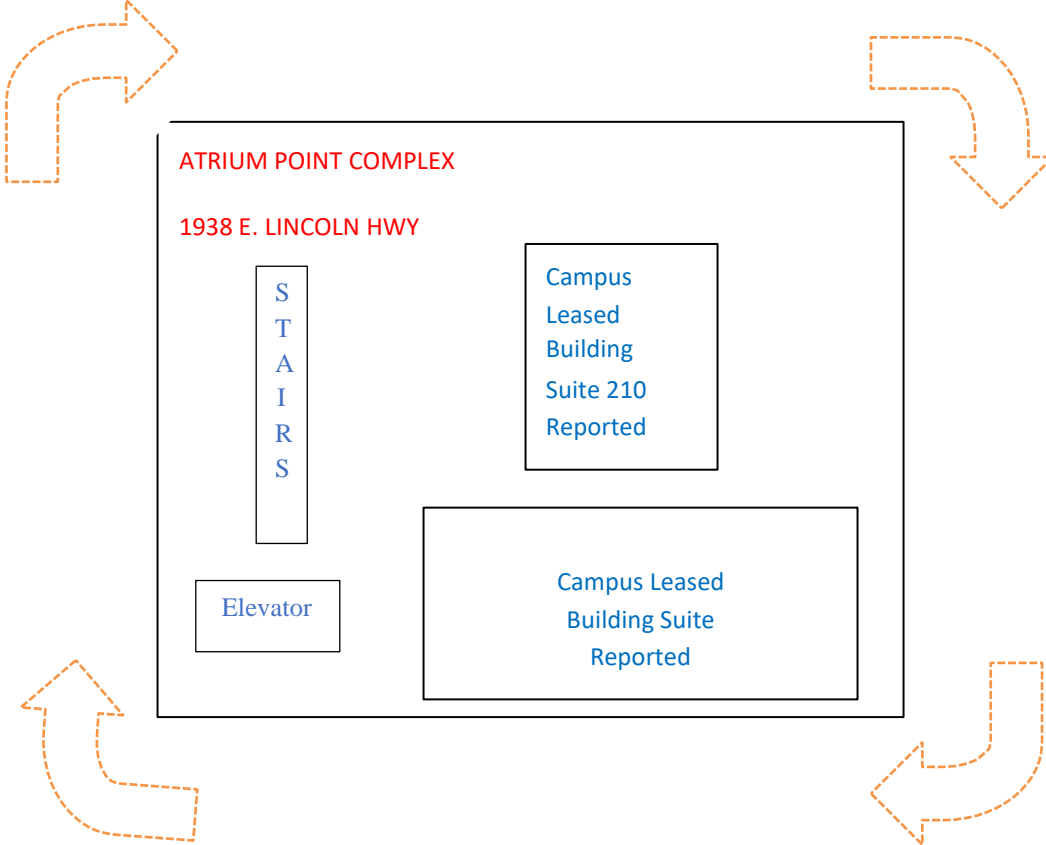 ATRIUM POINT COMPLEX
1938 E. LINCOLN HWY
S
T
A
I
R
S
Campus
Leased
Building
Suite 210
Reported
Elevator
Campus Leased
Building Suite
Reported